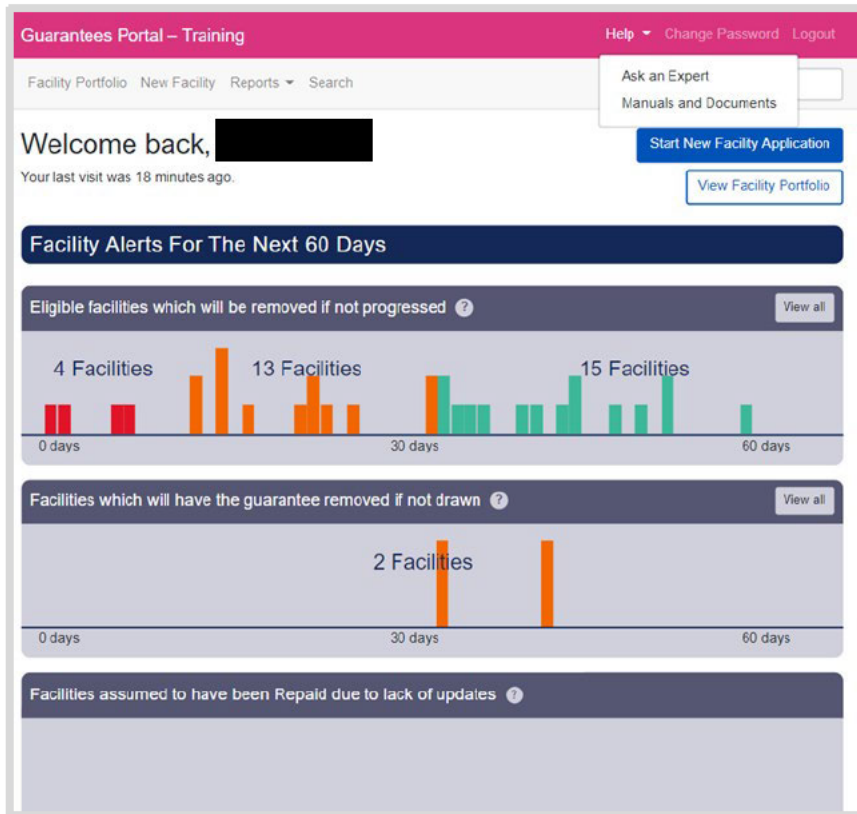 Guarantees Portal – Training
Help Change Password Logout
Facility Portfolio New Facility Reports Search
Ask an Expert
Manuals and Documents
Welcome back,
Your last visit was 18 minutes ago.
Start New Facility Application
View Facility Portfolio
Facility Alerts For The Next 60 Days
Eligible facilities which will be removed if not progressed ?
View all
4 Facilities 13 Facilities 15 Facilities
0 days 30 days 60 days
Facilities which will have the guarantee removed if not drawn ?
View all
2 Facilities
0 days 30 days 60 days
Facilities assumed to have been Repaid due to lack of updates ?